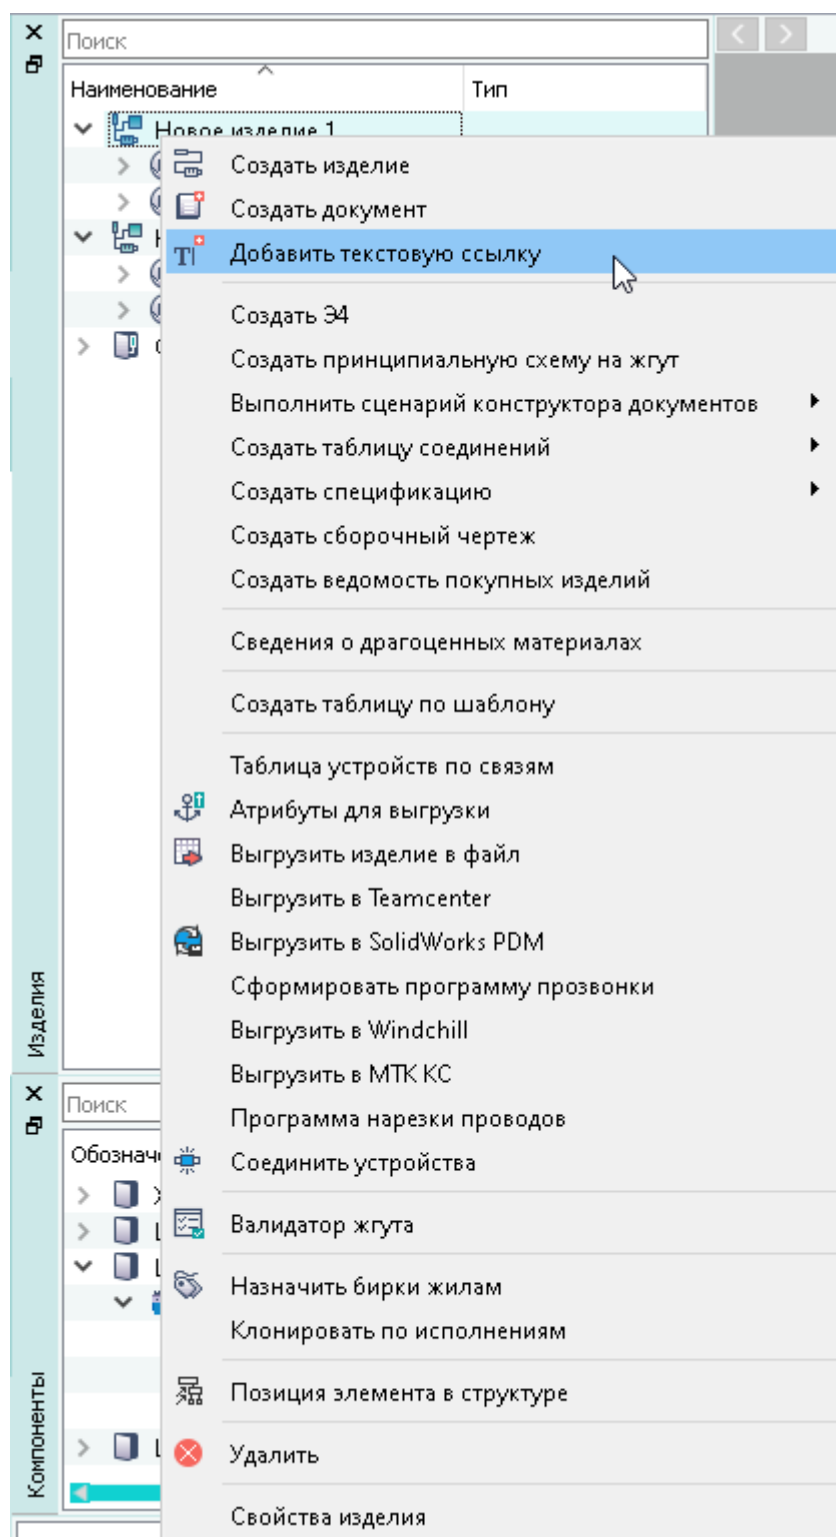 Поиск
Наименование Тип
Новое изделие 1
Создать изделие
Создать документ
Добавить текстовую ссылку
Создать Э4
Создать принципиальную схему на жгут
Выполнить сценарий конструктора документов
Создать таблицу соединений
Создать спецификацию
Создать сборочный чертеж
Создать ведомость покупных изделий
Сведения о драгоценных материалах
Создать таблицу по шаблону
Таблица устройств по связям
Атрибуты для выгрузки
Выгрузить изделие в файл
Выгрузить в Teamcenter
Выгрузить в SolidWorks PDM
Сформировать программу прозвонки
Выгрузить в Windchill
Выгрузить в МТК КС
Программа нарезки проводов
Соединить устройства
Валидатор жгута
Назначить бирки жилам
Клонировать по исполнениям
Позиция элемента в структуре
Удалить
Свойства изделия
Изделия
Поиск
Компоненты